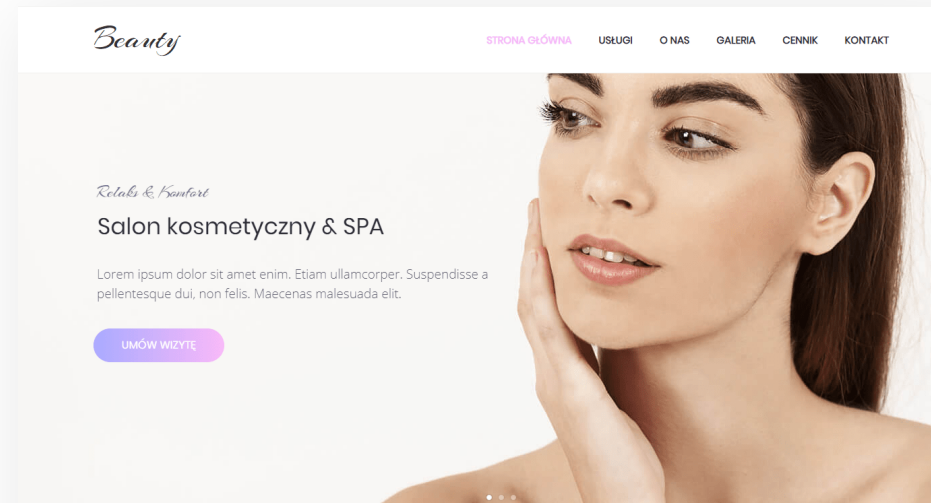 Beauty
STRONA GŁÓWNA USŁUGI O NAS GALERIA CENNIK KONTAKT
Relaks & Komfort
Salon kosmetyczny & SPA
Lorem ipsum dolor sit amet enim. Etiam ullamcorper. Suspendisse a
pellentesque dui, non felis. Maecenas malesuada elit.
UMÓW WIZYTĘ